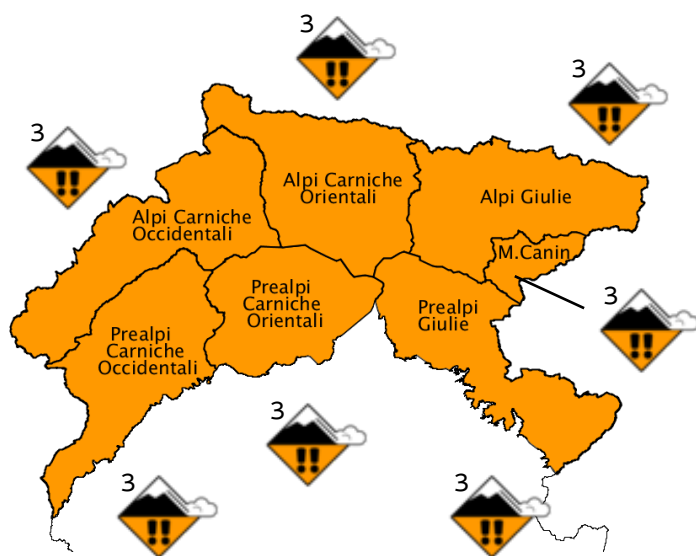 3
3
3
Alpi Carniche
Orientali
Alpi Giulie
Alpi Carniche
Occidentali
M.Canin
Prealpi
Carniche
Orientali
3
Prealpi
Giulie
Prealpi
Carniche
Occidentali
3
3
3